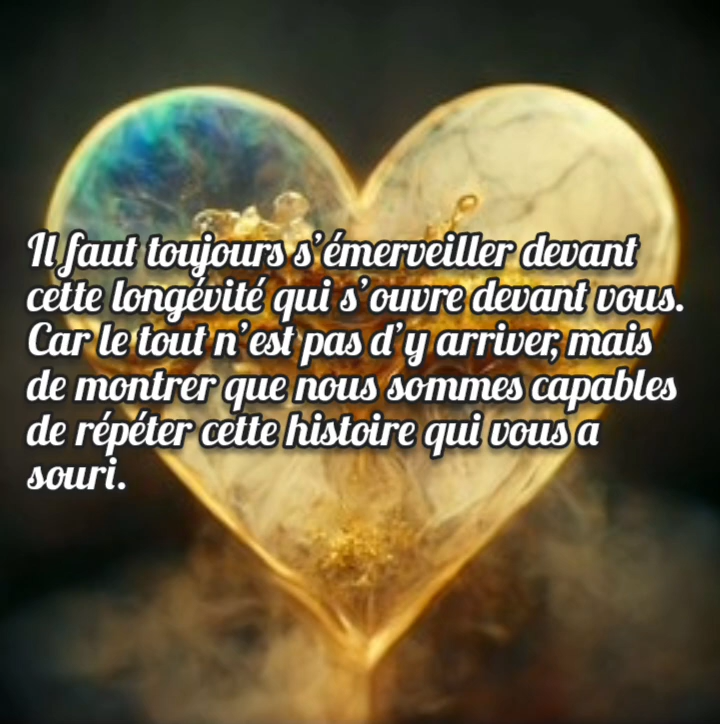 Il faut toujours s’émerveiller devant
cette longévité qui s’ouvre devant vous.
Car le tout n’est pas d’y arriver, mais
de montrer que nous sommes capables
de répéter cette histoire qui vous a
souri.